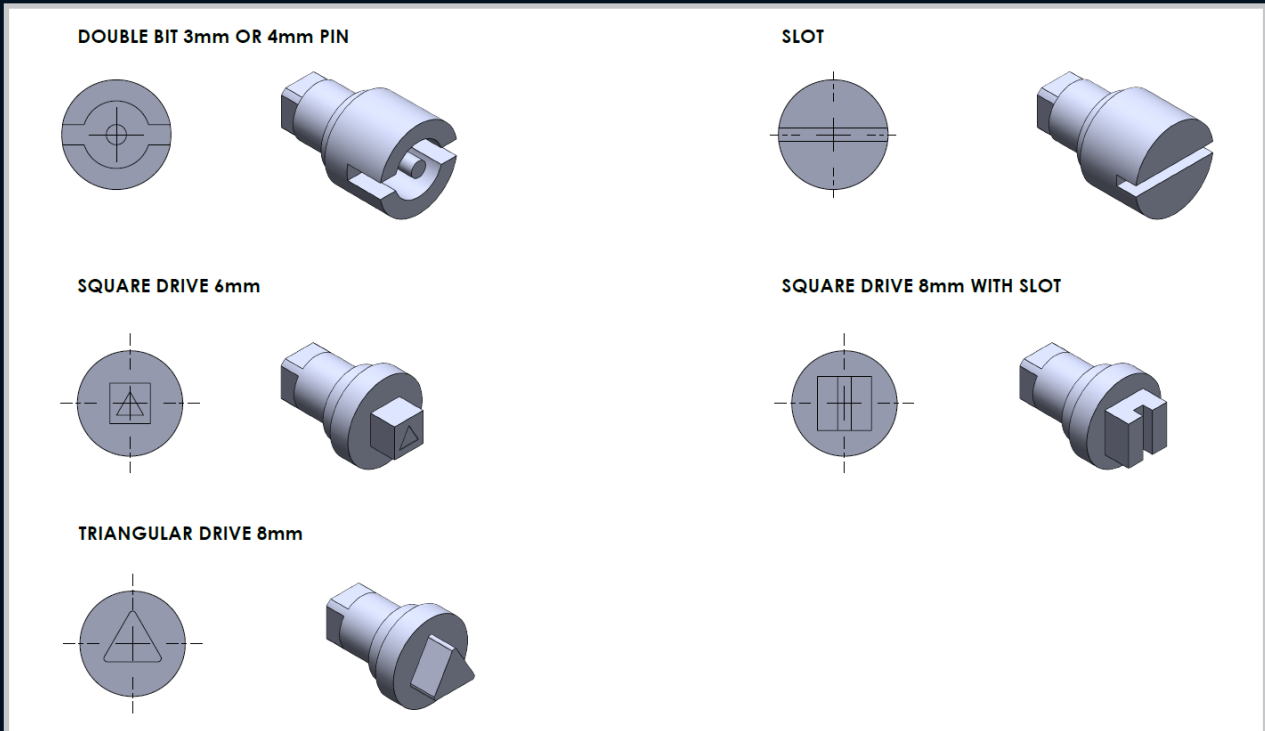 DOUBLE BIT 3mm OR 4mm PIN
SLOT
SQUARE DRIVE 6mm
SQUARE DRIVE 8mm WITH SLOT
TRIANGULAR DRIVE 8mm